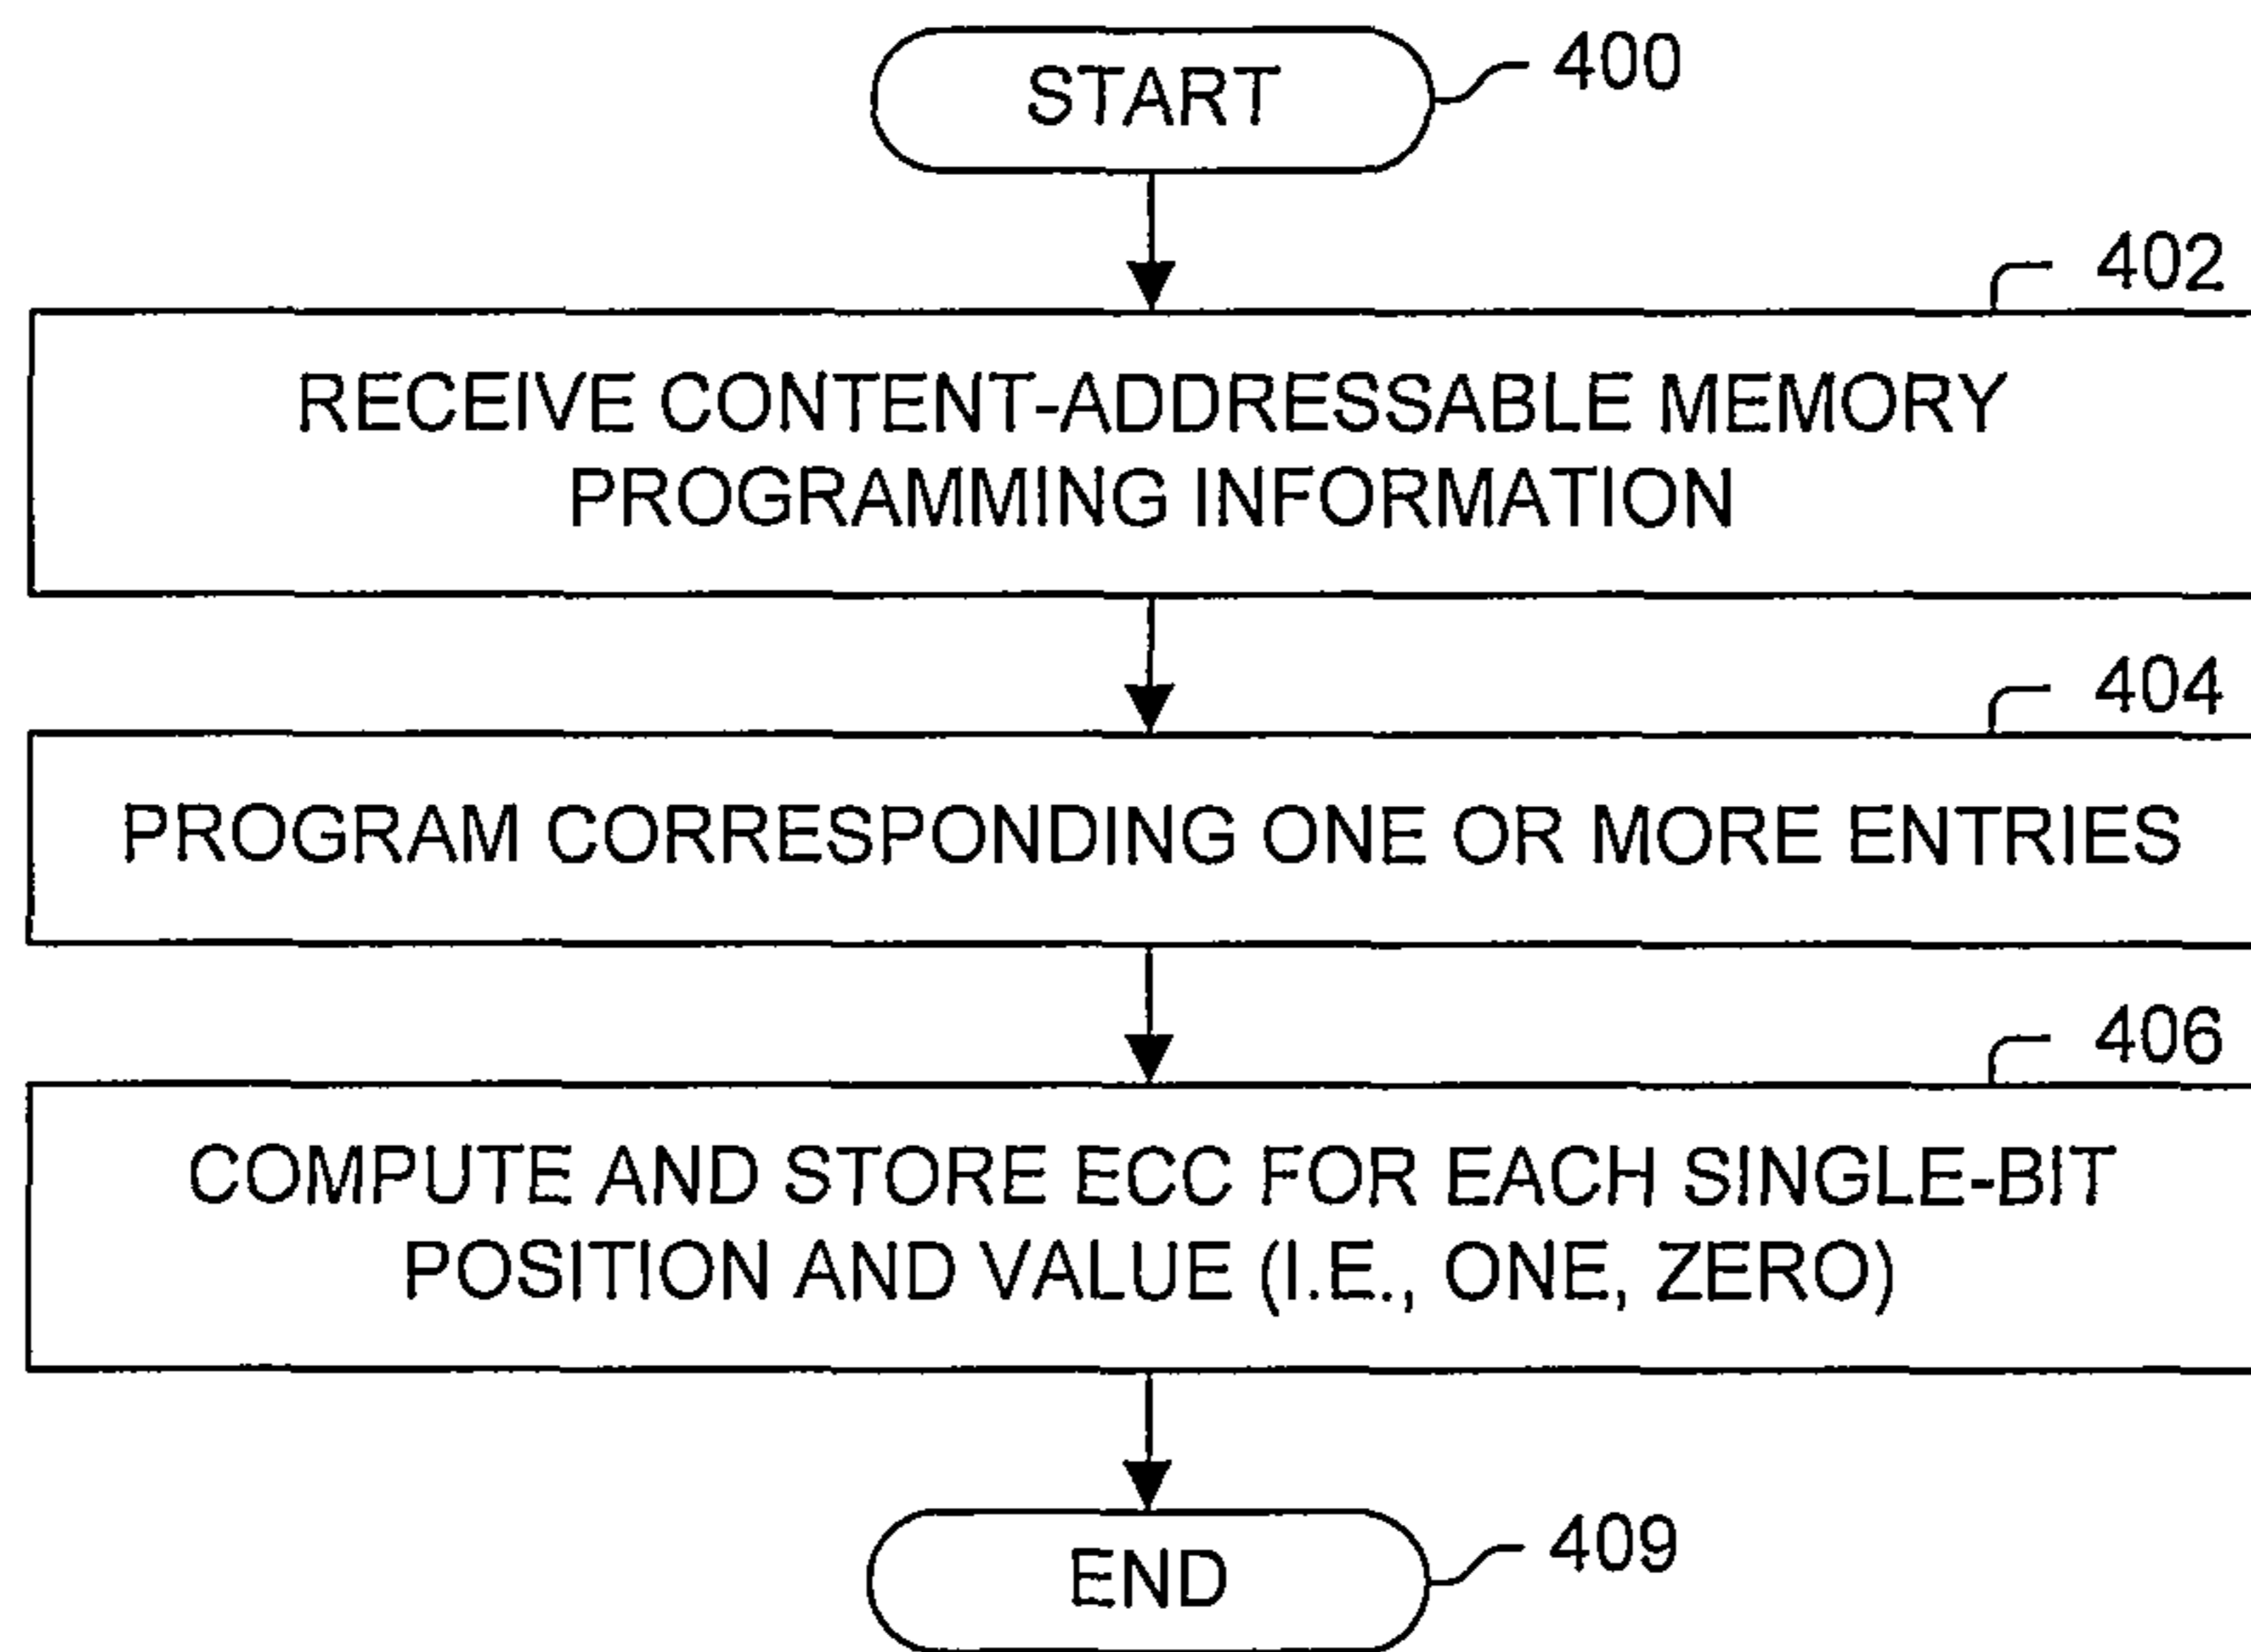 START
400
402
RECEIVE CONTENT-ADDRESSABLE MEMORY
PROGRAMMING INFORMATION
404
PROGRAM CORRESPONDING ONE OR MORE ENTRIES
406
COMPUTE AND STORE ECC FOR EACH SINGLE-BIT
POSITION AND VALUE (I.E., ONE, ZERO)
END
409